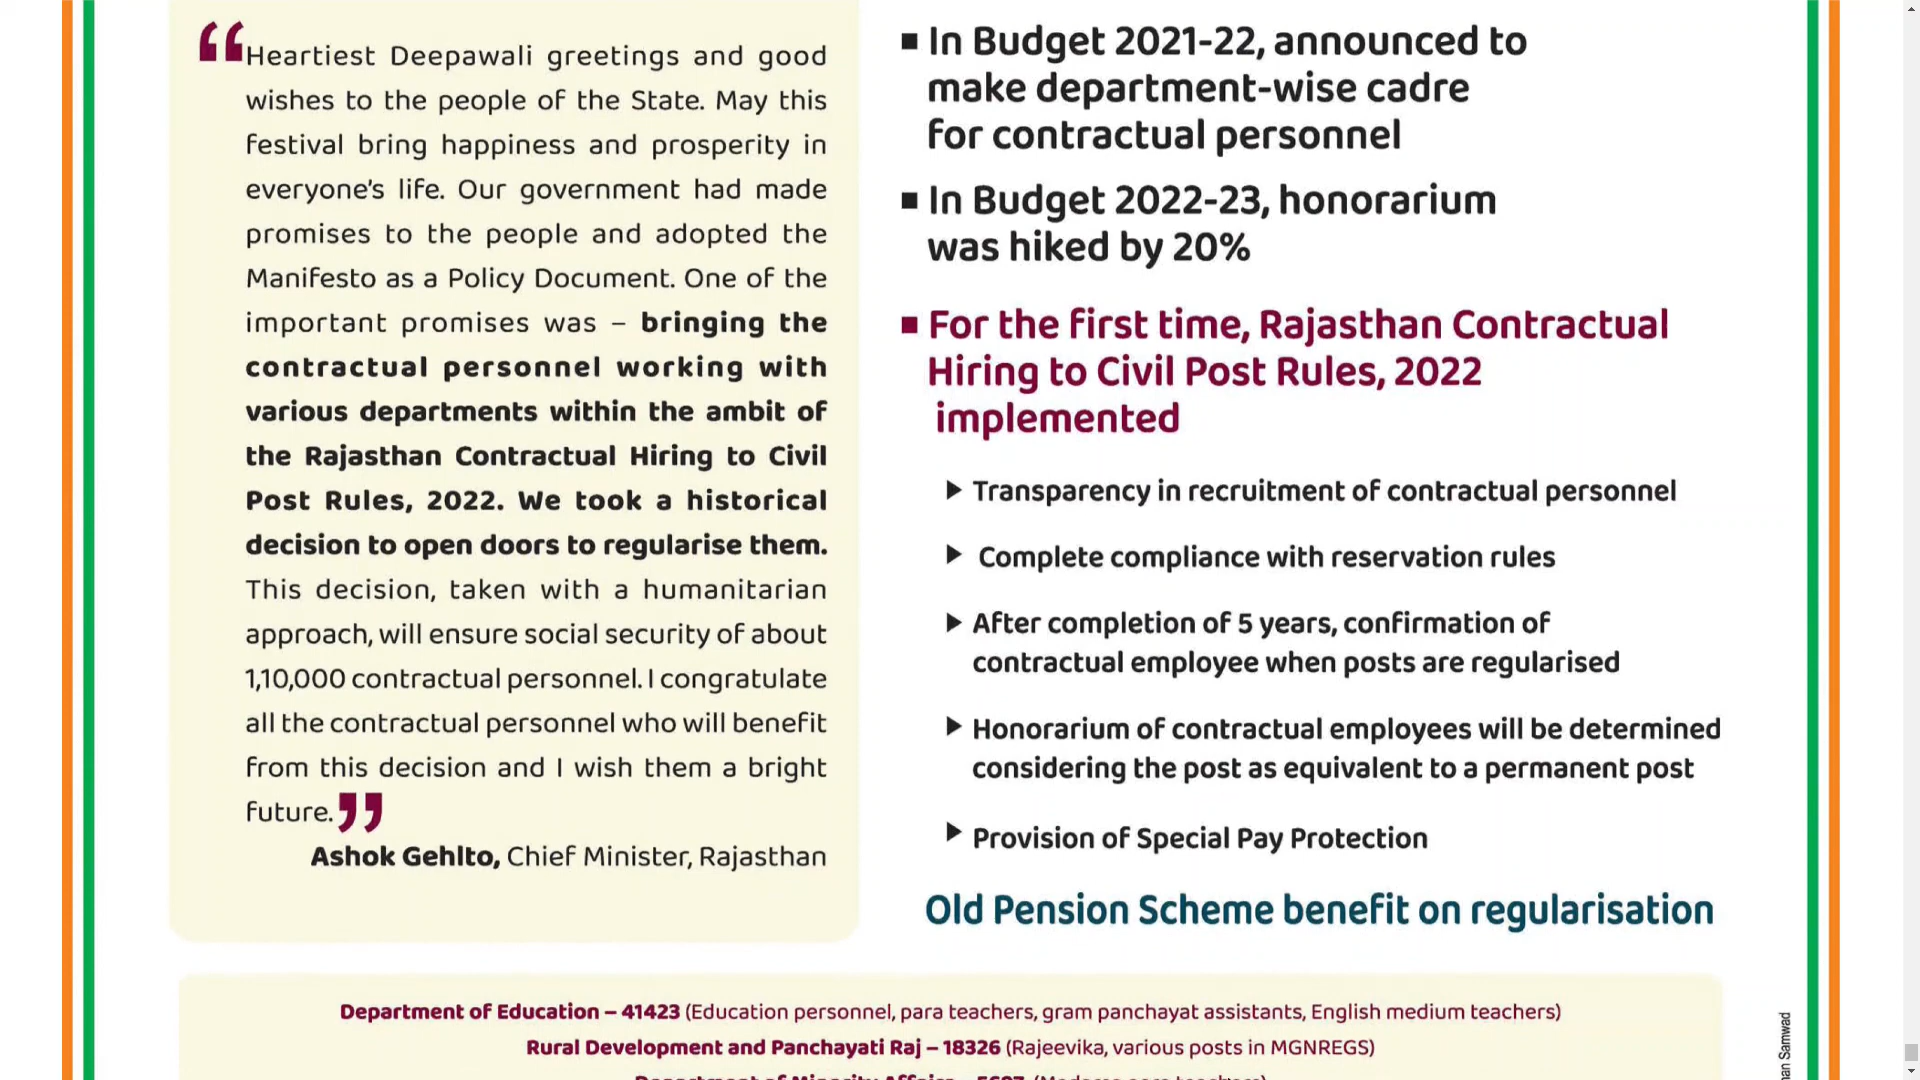 “Heartiest Deepawali greetings and good
wishes to the people of the State. May this
festival bring happiness and prosperity in
everyone’s life. Our government had made
promises to the people and adopted the
Manifesto as a Policy Document. One of the
important promises was – bringing the
contractual personnel working with
various departments within the ambit of
the Rajasthan Contractual Hiring to Civil
Post Rules, 2022. We took a historical
decision to open doors to regularise them.
This decision, taken with a humanitarian
approach, will ensure social security of about
1,10,000 contractual personnel. I congratulate
all the contractual personnel who will benefit
from this decision and I wish them a bright
future.”
Ashok Gehlto, Chief Minister, Rajasthan
■ In Budget 2021-22, announced to
make department-wise cadre
for contractual personnel
■ In Budget 2022-23, honorarium
was hiked by 20%
■ For the first time, Rajasthan Contractual
Hiring to Civil Post Rules, 2022
implemented
▶ Transparency in recruitment of contractual personnel
▶ Complete compliance with reservation rules
▶ After completion of 5 years, confirmation of
contractual employee when posts are regularised
▶ Honorarium of contractual employees will be determined
considering the post as equivalent to a permanent post
▶ Provision of Special Pay Protection
Old Pension Scheme benefit on regularisation
Department of Education – 41423 (Education personnel, para teachers, gram panchayat assistants, English medium teachers)
Rural Development and Panchayati Raj – 18326 (Rajeevika, various posts in MGNREGS)
Department of Minority Affairs
Samwad